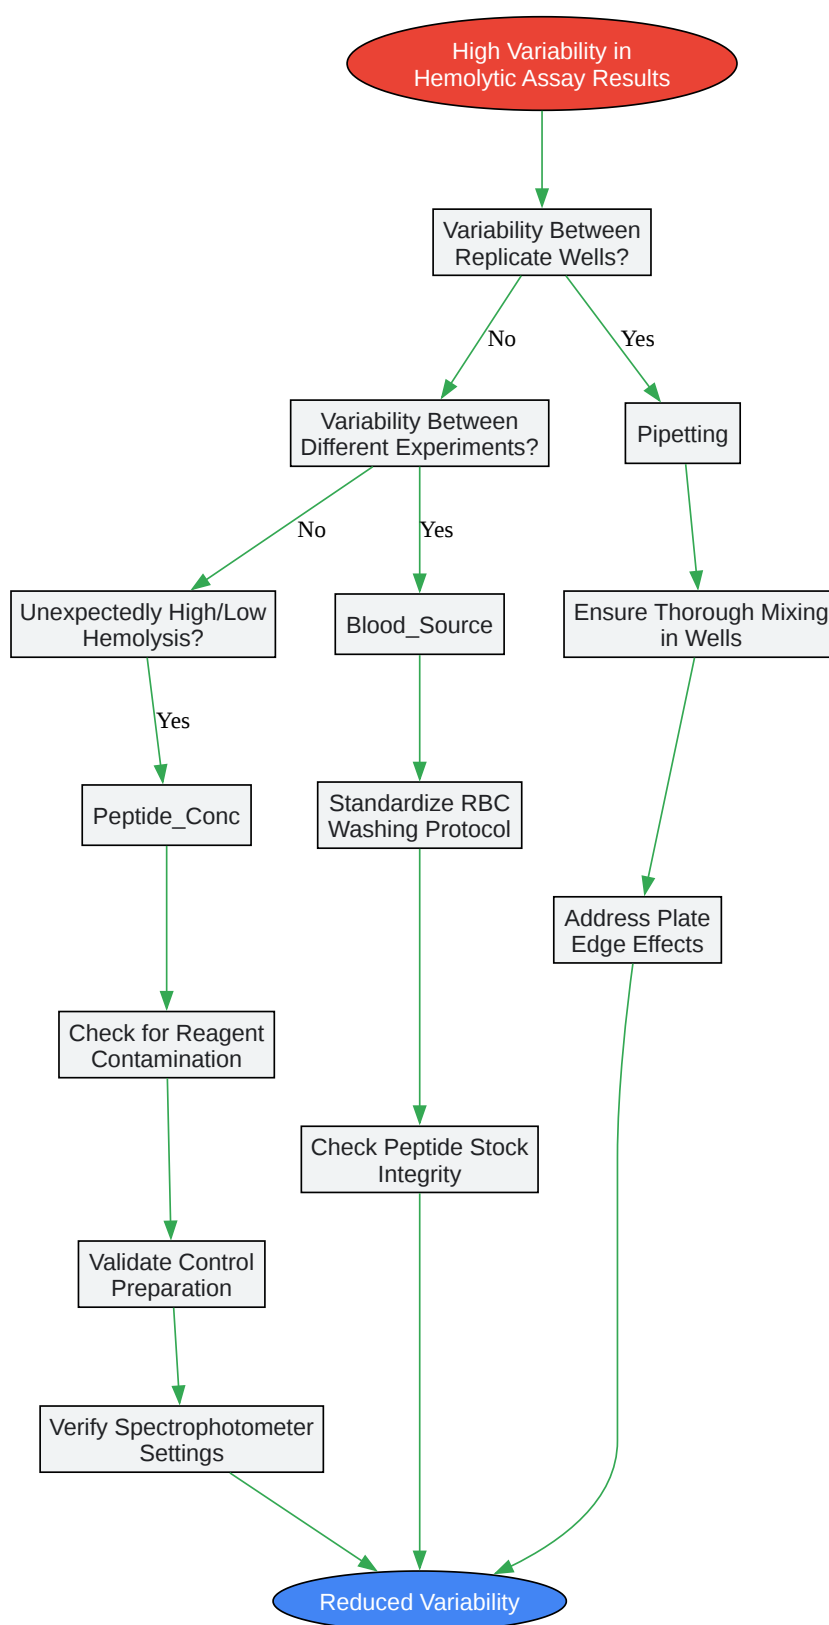 High Variability in
Hemolytic Assay Results
Variability Between
Replicate Wells?
No
Yes
Variability Between
Different Experiments?
Pipetting
No
Yes
Unexpectedly High/Low
Hemolysis?
Blood_Source
Ensure Thorough Mixing
in Wells
Yes
Peptide_Conc
Standardize RBC
Washing Protocol
Address Plate
Edge Effects
Check for Reagent
Contamination
Check Peptide Stock
Integrity
Validate Control
Preparation
Verify Spectrophotometer
Settings
Reduced Variability